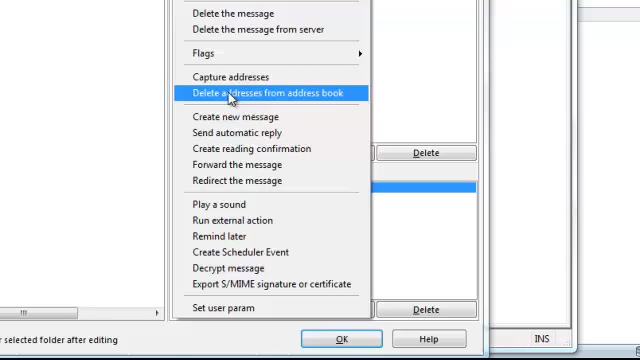 Delete the message
Delete the message from server
Flags
Capture addresses
Delete addresses from address book
Create new message
Send automatic reply
Create reading confirmation
Delete
Forward the message
Redirect the message
Play a sound
Run external action
Remind later
Create Scheduler Event
Decrypt message
Export S/MIME signature or certificate
Set user param
Delete
selected folder after editing
OK
Help
INS